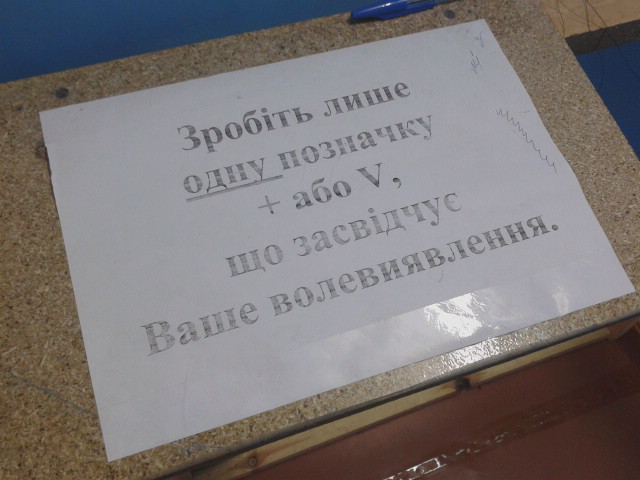 Зробіть лише
одну позначку
+ або V,
що засвідчує
Ваше волевиявлення.